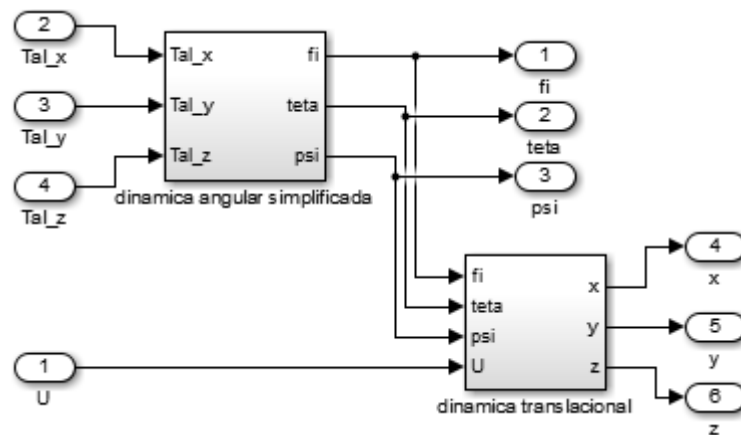 2
Tal_x
3
Tal_y
4
Tal_z
Tal_x
Tal_y
Tal_z
fi
teta
psi
dinamica angular simplificada
1
fi
2
teta
3
psi
1
U
fi
teta
psi
U
x
y
z
dinamica translacional
4
x
5
y
6
z